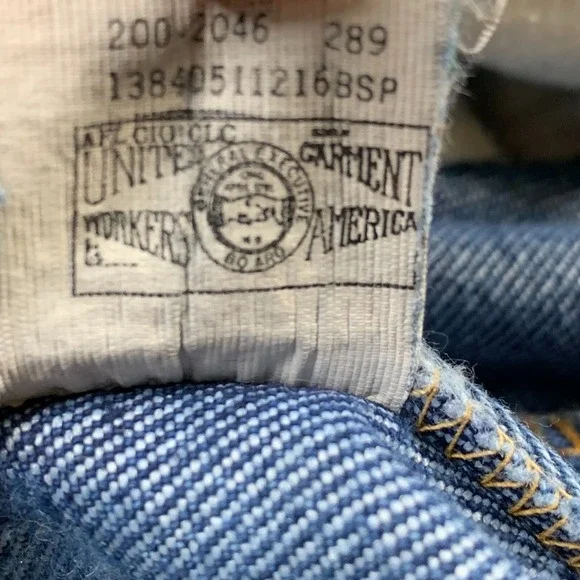 200-2046 289
138405112168SP
AFL CIO CLC
UNITED GARMENT
WORKERS AMERICA
GENERAL EXECUTIVE
BOARD